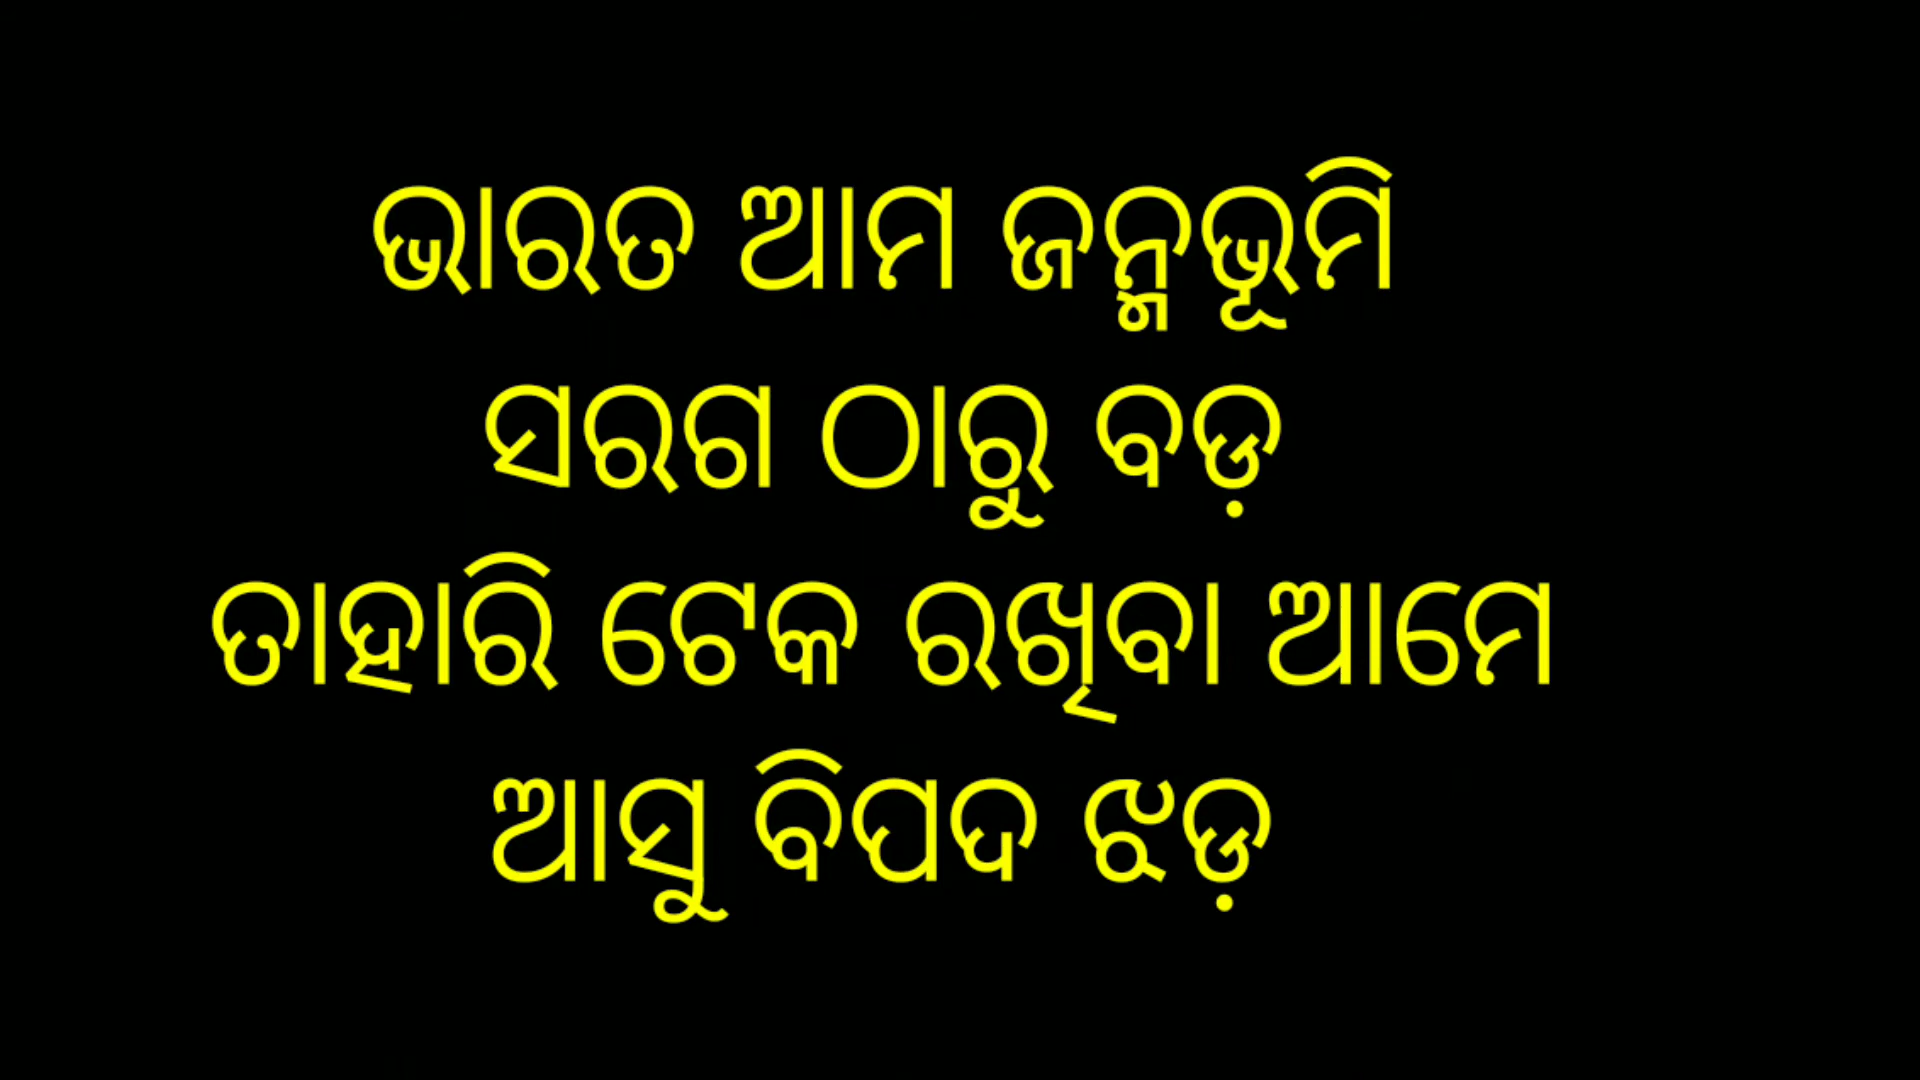 ଭାରତ ଆମ ଜନ୍ମଭୂମି
ସରଗ ଠାରୁ ବଡ଼
ତାହାରି ଟେକ ରଖିବା ଆମେ
ଆସୁ ବିପଦ ଝଡ଼